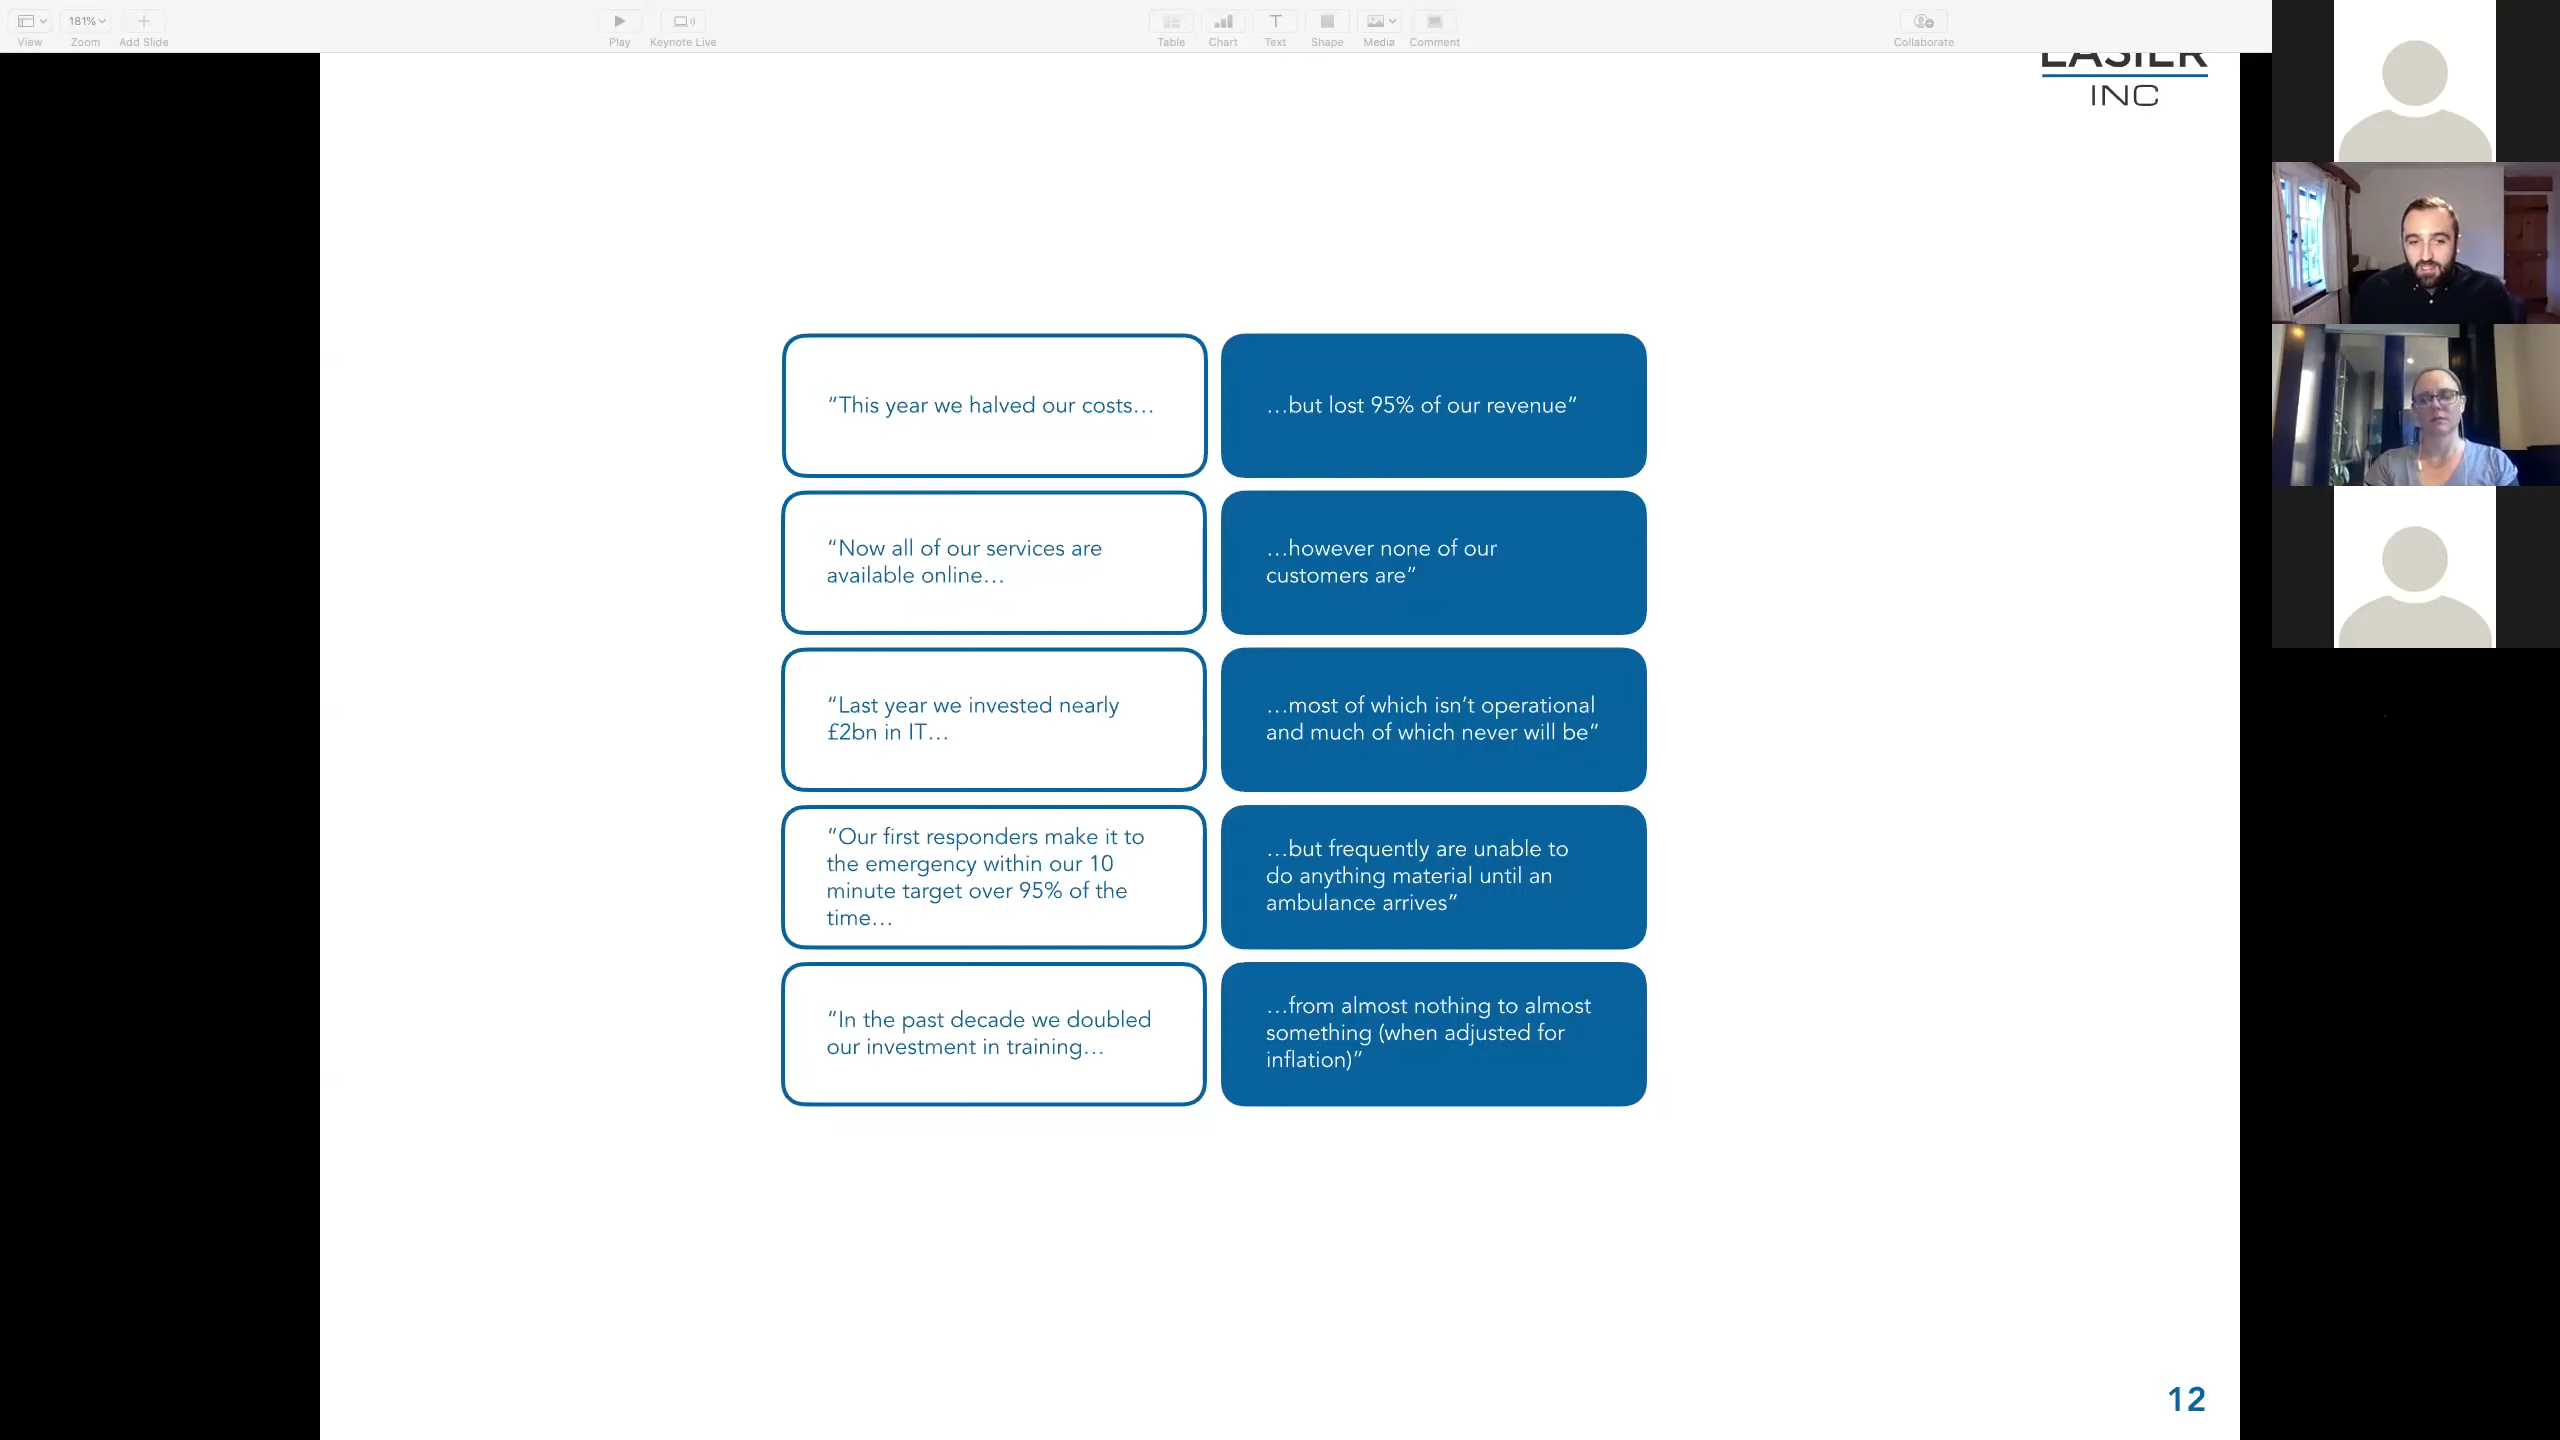 181%
View
Zoom
Add Slide
Play
Keynote Live
Table
Chart
Text
Shape
Media
Comment
Collaborate
EASIER
INC
“This year we halved our costs…
…but lost 95% of our revenue”
“Now all of our services are
available online…
…however none of our
customers are”
“Last year we invested nearly
£2bn in IT…
…most of which isn’t operational
and much of which never will be”
“Our first responders make it to
the emergency within our 10
minute target over 95% of the
time…
…but frequently are unable to
do anything material until an
ambulance arrives”
“In the past decade we doubled
our investment in training…
…from almost nothing to almost
something (when adjusted for
inflation)”
12